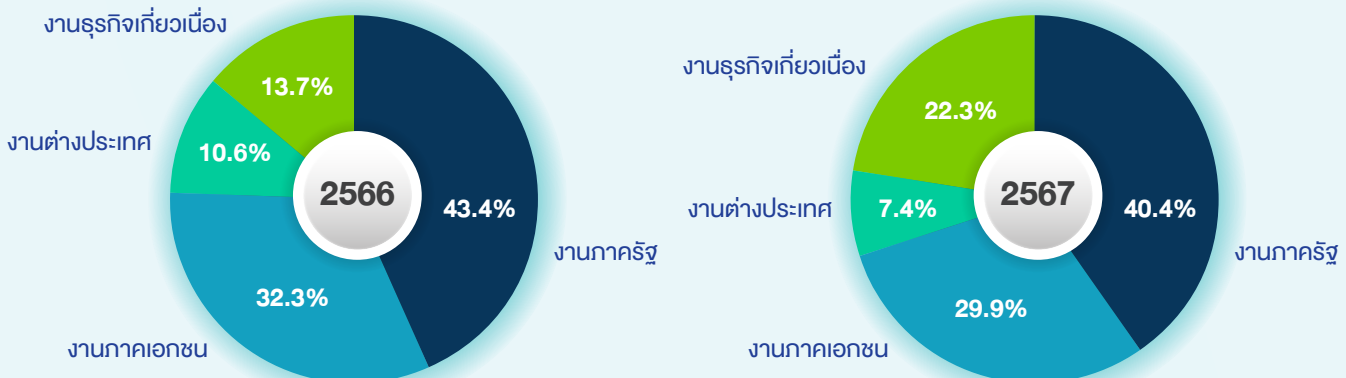 งานธุรกิจเกี่ยวเนื่อง
13.7%
งานต่างประเทศ
10.6%
2566
43.4%
งานภาครัฐ
32.3%
งานภาคเอกชน
งานธุรกิจเกี่ยวเนื่อง
22.3%
งานต่างประเทศ
7.4%
2567
40.4%
งานภาครัฐ
29.9%
งานภาคเอกชน